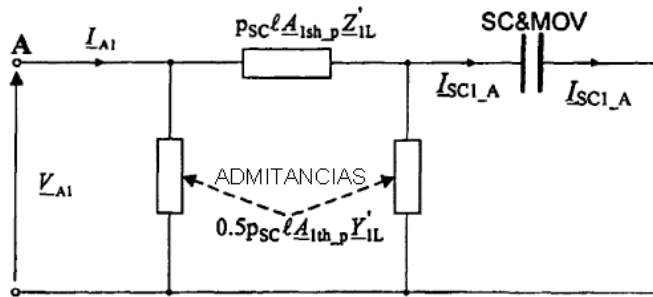 p_SC ℓ A_1sh_p Z'_1L
SC&MOV
I_A1
A
I_SC1_A
I_SC1_A
ADMITANCIAS
V_A1
0.5p_SC ℓ A_1th_p Y'_1L